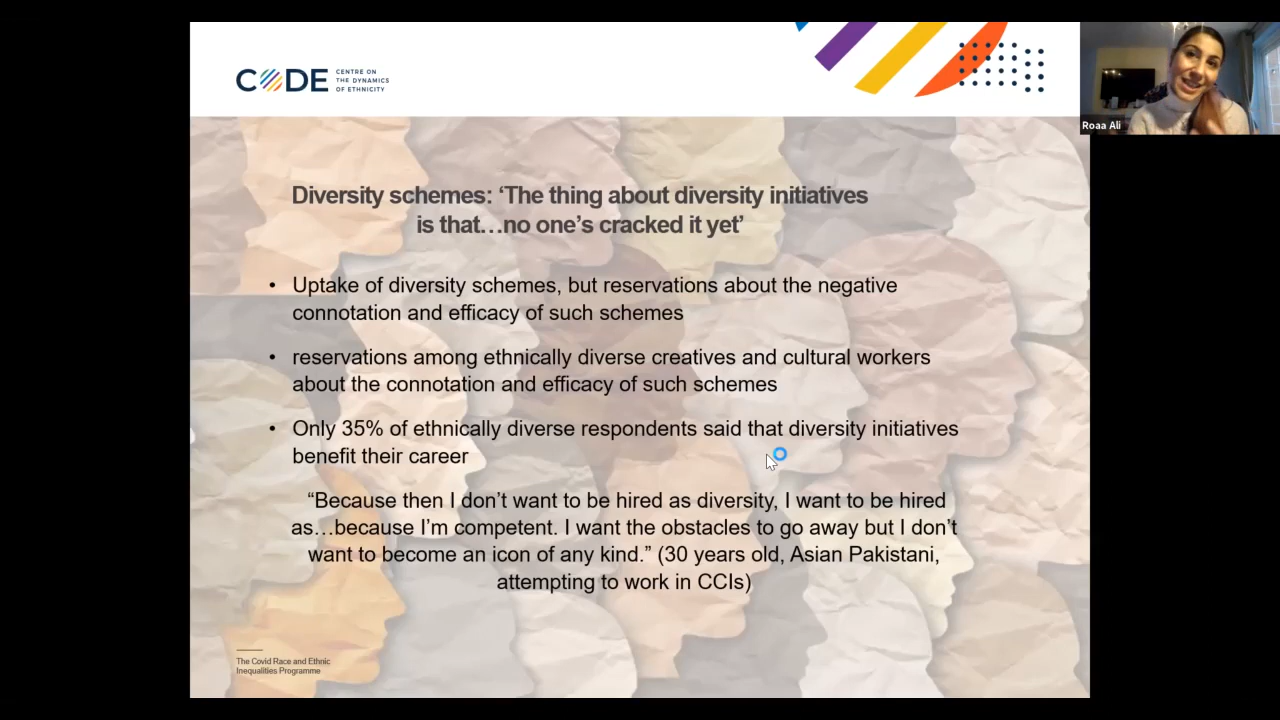 CODE
CENTRE ON
THE DYNAMICS
OF ETHNICITY
Roaa Ali
Diversity schemes: ‘The thing about diversity initiatives
is that…no one’s cracked it yet’
• Uptake of diversity schemes, but reservations about the negative
connotation and efficacy of such schemes
• reservations among ethnically diverse creatives and cultural workers
about the connotation and efficacy of such schemes
• Only 35% of ethnically diverse respondents said that diversity initiatives
benefit their career
“Because then I don’t want to be hired as diversity, I want to be hired
as…because I’m competent. I want the obstacles to go away but I don’t
want to become an icon of any kind.” (30 years old, Asian Pakistani,
attempting to work in CCIs)
The Covid Race and Ethnic
Inequalities Programme